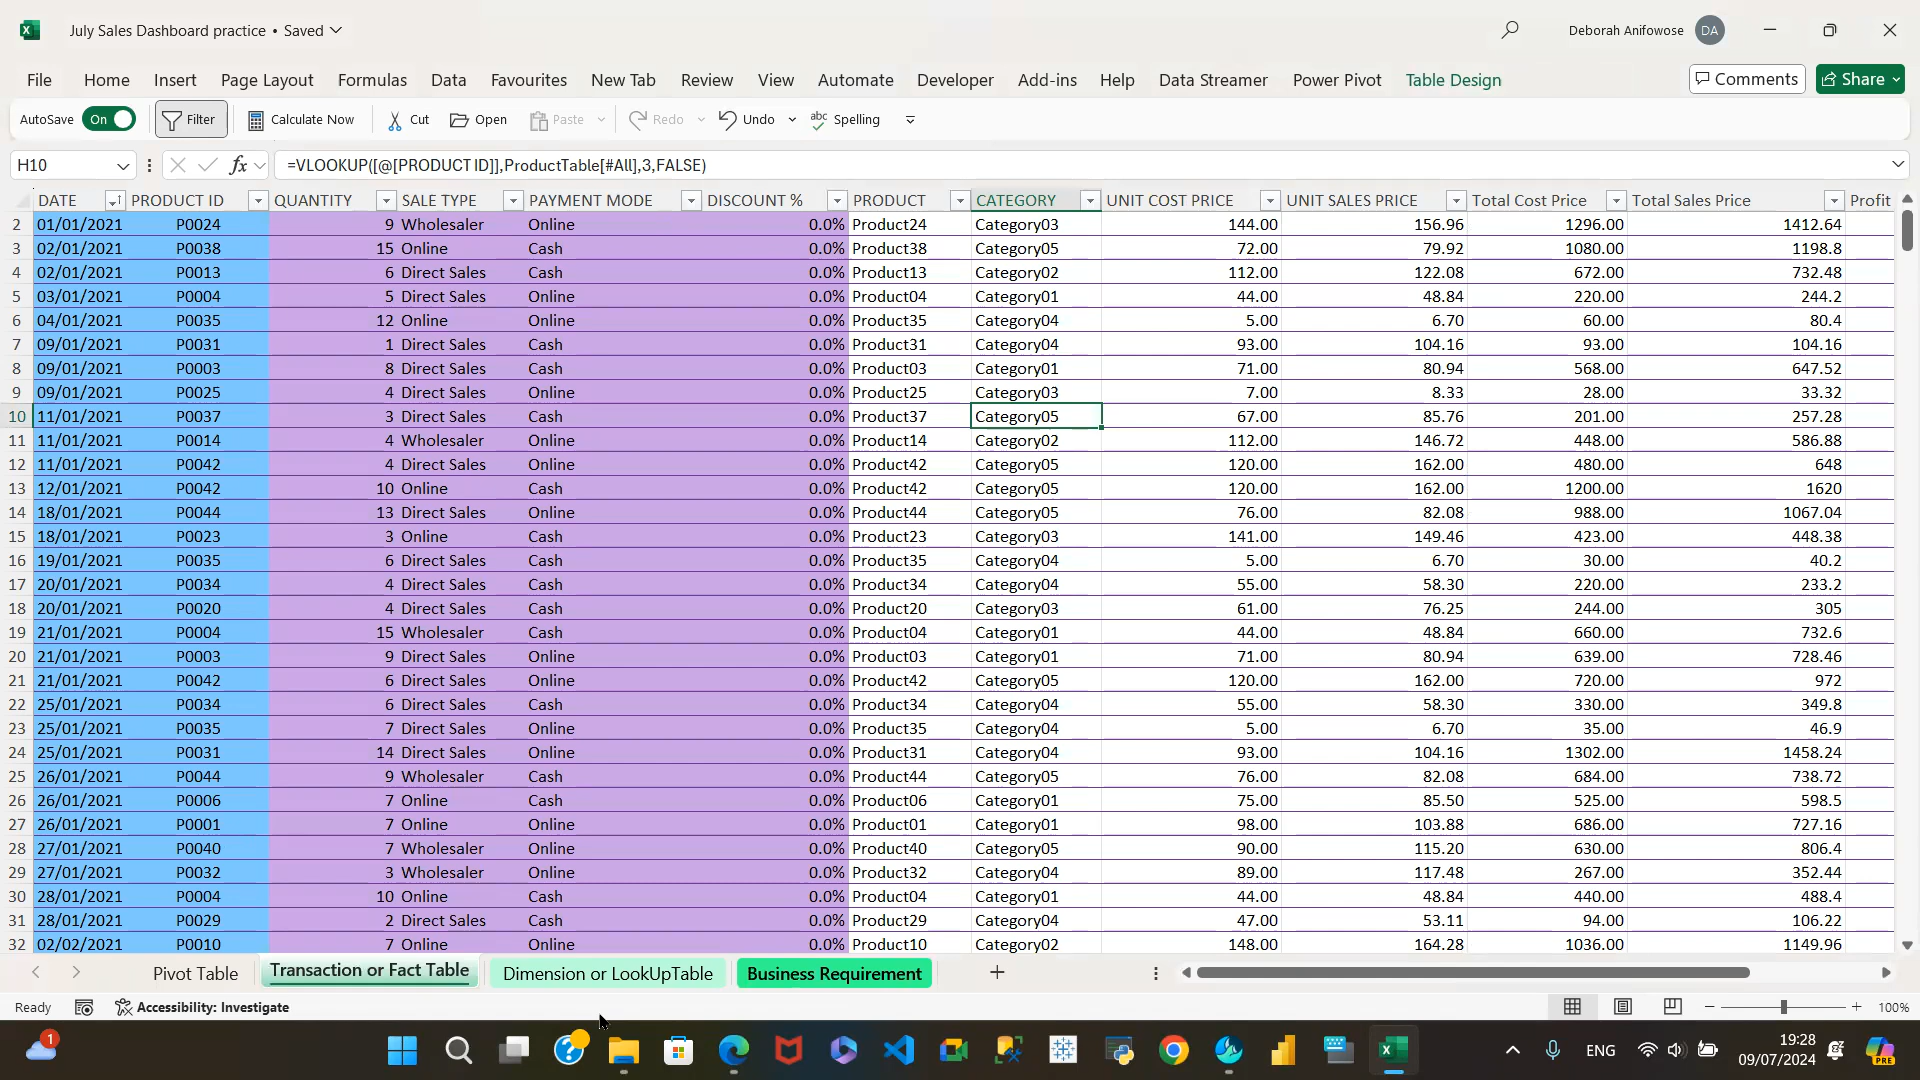 July Sales Dashboard practice • Saved
Deborah Anifowose DA
File Home Insert Page Layout Formulas Data Favourites New Tab Review View Automate Developer Add-ins Help Data Streamer Power Pivot Table Design Comments Share
AutoSave On Filter Calculate Now Cut Open Paste Redo Undo abc Spelling
H10 fx =VLOOKUP([@[PRODUCT ID]],ProductTable[#All],3,FALSE)
DATE PRODUCT ID QUANTITY SALE TYPE PAYMENT MODE DISCOUNT % PRODUCT CATEGORY UNIT COST PRICE UNIT SALES PRICE Total Cost Price Total Sales Price Profit
2 01/01/2021 P0024 9 Wholesaler Online 0.0% Product24 Category03 144.00 156.96 1296.00 1412.64
3 02/01/2021 P0038 15 Online Cash 0.0% Product38 Category05 72.00 79.92 1080.00 1198.8
4 02/01/2021 P0013 6 Direct Sales Cash 0.0% Product13 Category02 112.00 122.08 672.00 732.48
5 03/01/2021 P0004 5 Direct Sales Online 0.0% Product04 Category01 44.00 48.84 220.00 244.2
6 04/01/2021 P0035 12 Online Online 0.0% Product35 Category04 5.00 6.70 60.00 80.4
7 09/01/2021 P0031 1 Direct Sales Cash 0.0% Product31 Category04 93.00 104.16 93.00 104.16
8 09/01/2021 P0003 8 Direct Sales Cash 0.0% Product03 Category01 71.00 80.94 568.00 647.52
9 09/01/2021 P0025 4 Direct Sales Online 0.0% Product25 Category03 7.00 8.33 28.00 33.32
10 11/01/2021 P0037 3 Direct Sales Cash 0.0% Product37 Category05 67.00 85.76 201.00 257.28
11 11/01/2021 P0014 4 Wholesaler Online 0.0% Product14 Category02 112.00 146.72 448.00 586.88
12 11/01/2021 P0042 4 Direct Sales Online 0.0% Product42 Category05 120.00 162.00 480.00 648
13 12/01/2021 P0042 10 Online Cash 0.0% Product42 Category05 120.00 162.00 1200.00 1620
14 18/01/2021 P0044 13 Direct Sales Online 0.0% Product44 Category05 76.00 82.08 988.00 1067.04
15 18/01/2021 P0023 3 Online Cash 0.0% Product23 Category03 141.00 149.46 423.00 448.38
16 19/01/2021 P0035 6 Direct Sales Cash 0.0% Product35 Category04 5.00 6.70 30.00 40.2
17 20/01/2021 P0034 4 Direct Sales Cash 0.0% Product34 Category04 55.00 58.30 220.00 233.2
18 20/01/2021 P0020 4 Direct Sales Cash 0.0% Product20 Category03 61.00 76.25 244.00 305
19 21/01/2021 P0004 15 Wholesaler Cash 0.0% Product04 Category01 44.00 48.84 660.00 732.6
20 21/01/2021 P0003 9 Direct Sales Online 0.0% Product03 Category01 71.00 80.94 639.00 728.46
21 21/01/2021 P0042 6 Direct Sales Online 0.0% Product42 Category05 120.00 162.00 720.00 972
22 25/01/2021 P0034 6 Direct Sales Cash 0.0% Product34 Category04 55.00 58.30 330.00 349.8
23 25/01/2021 P0035 7 Direct Sales Online 0.0% Product35 Category04 5.00 6.70 35.00 46.9
24 25/01/2021 P0031 14 Direct Sales Online 0.0% Product31 Category04 93.00 104.16 1302.00 1458.24
25 26/01/2021 P0044 9 Wholesaler Cash 0.0% Product44 Category05 76.00 82.08 684.00 738.72
26 26/01/2021 P0006 7 Online Cash 0.0% Product06 Category01 75.00 85.50 525.00 598.5
27 26/01/2021 P0001 7 Online Online 0.0% Product01 Category01 98.00 103.88 686.00 727.16
28 27/01/2021 P0040 7 Wholesaler Online 0.0% Product40 Category05 90.00 115.20 630.00 806.4
29 27/01/2021 P0032 3 Wholesaler Online 0.0% Product32 Category04 89.00 117.48 267.00 352.44
30 28/01/2021 P0004 10 Online Cash 0.0% Product04 Category01 44.00 48.84 440.00 488.4
31 28/01/2021 P0029 2 Direct Sales Cash 0.0% Product29 Category04 47.00 53.11 94.00 106.22
32 02/02/2021 P0010 7 Online Online 0.0% Product10 Category02 148.00 164.28 1036.00 1149.96
Pivot Table Transaction or Fact Table Dimension or LookUpTable Business Requirement
Ready Accessibility: Investigate 100%
1 ENG 19:28
09/07/2024 PRE